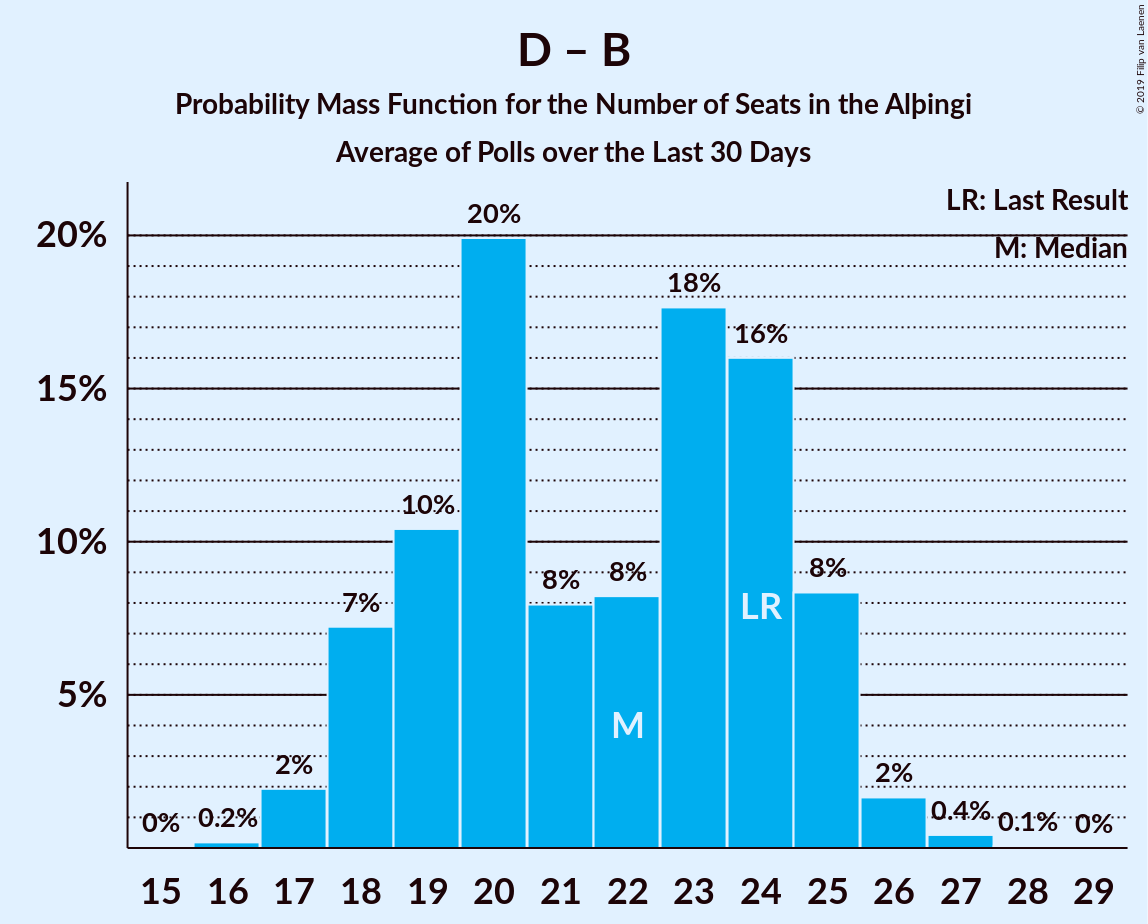 D – B
Probability Mass Function for the Number of Seats in the Alþingi
Average of Polls over the Last 30 Days
© 2019 Filip van Laenen
LR: Last Result
M: Median
20%
15%
10%
5%
0%
0.2%
2%
7%
10%
20%
8%
8%
18%
16%
8%
2%
0.4%
0.1%
0%
M
LR
15 16 17 18 19 20 21 22 23 24 25 26 27 28 29